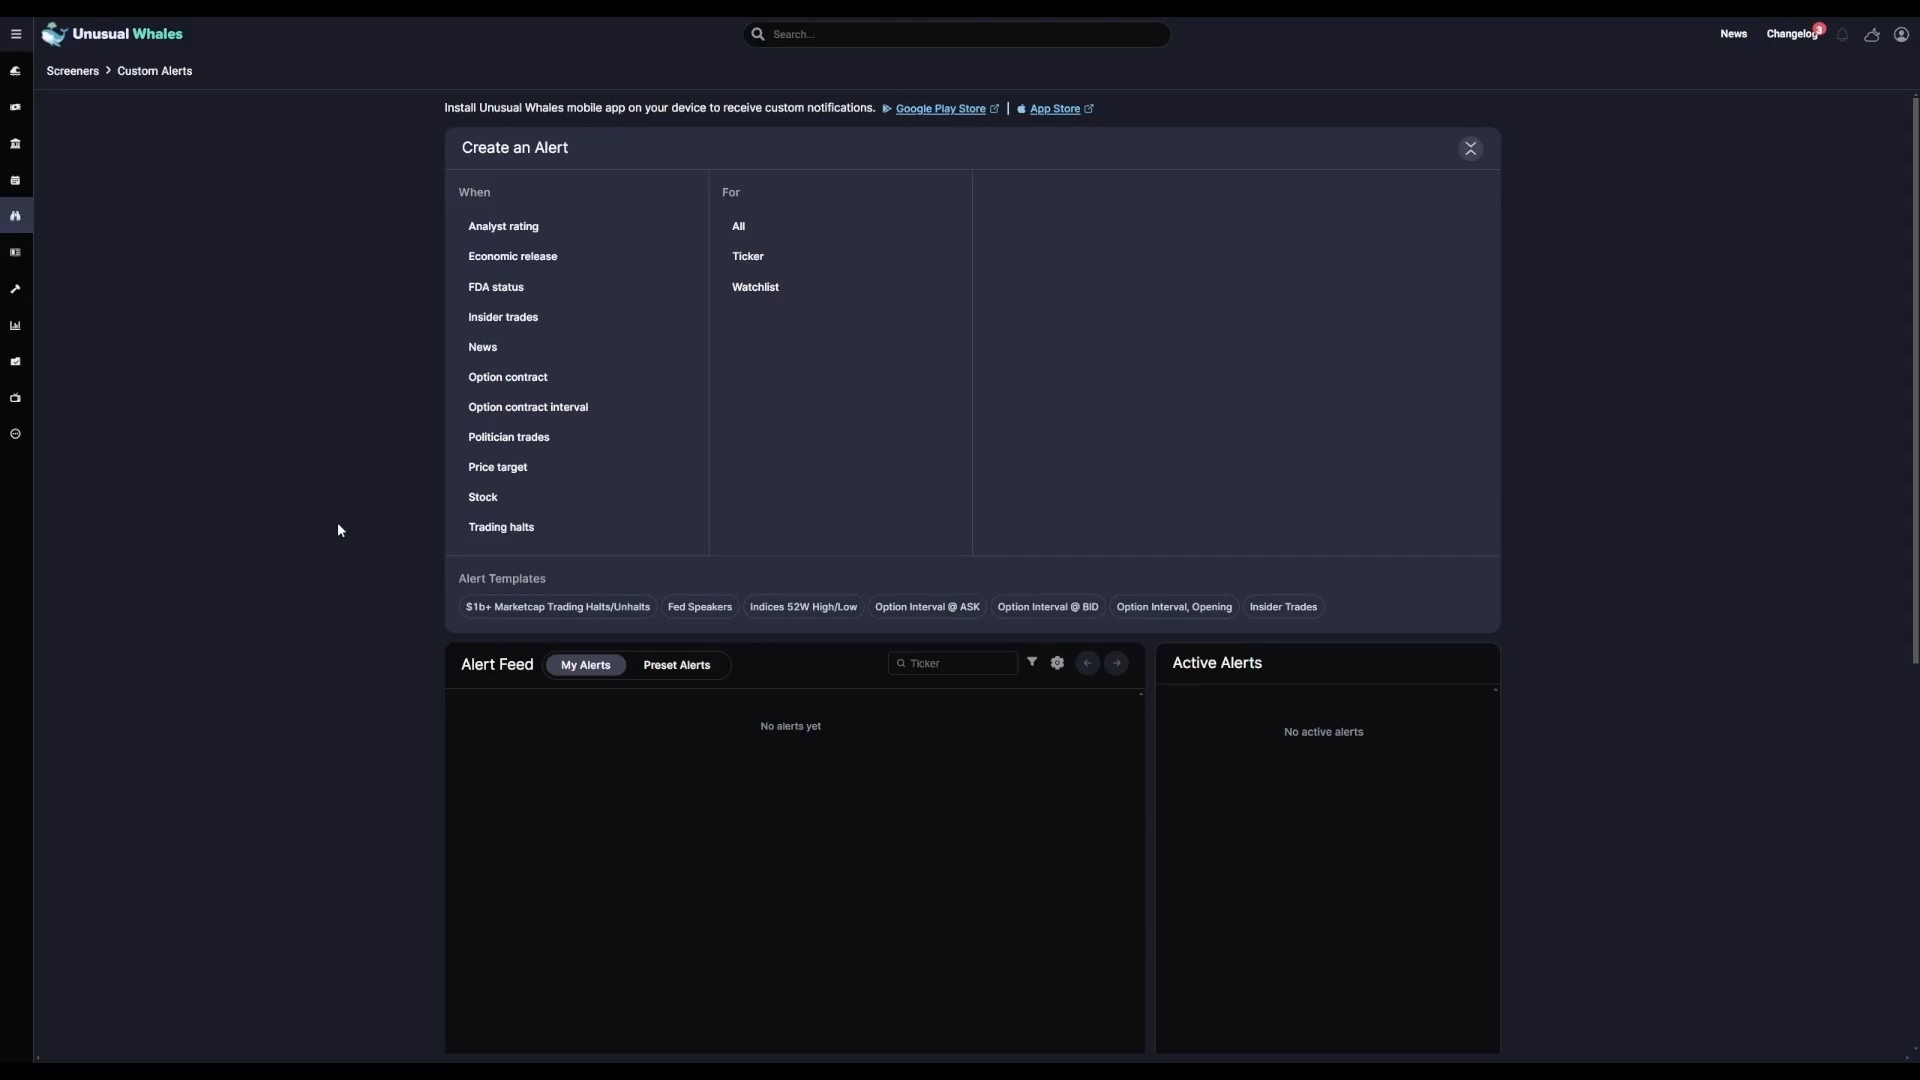 Unusual Whales
Search...
News
Changelog
3
Screeners > Custom Alerts
Install Unusual Whales mobile app on your device to receive custom notifications. Google Play Store | App Store
Create an Alert
When
Analyst rating
Economic release
FDA status
Insider trades
News
Option contract
Option contract interval
Politician trades
Price target
Stock
Trading halts
For
All
Ticker
Watchlist
Alert Templates
$1b+ Marketcap Trading Halts/Unhalts
Fed Speakers
Indices 52W High/Low
Option Interval @ ASK
Option Interval @ BID
Option Interval, Opening
Insider Trades
Alert Feed
My Alerts
Preset Alerts
Ticker
No alerts yet
Active Alerts
No active alerts